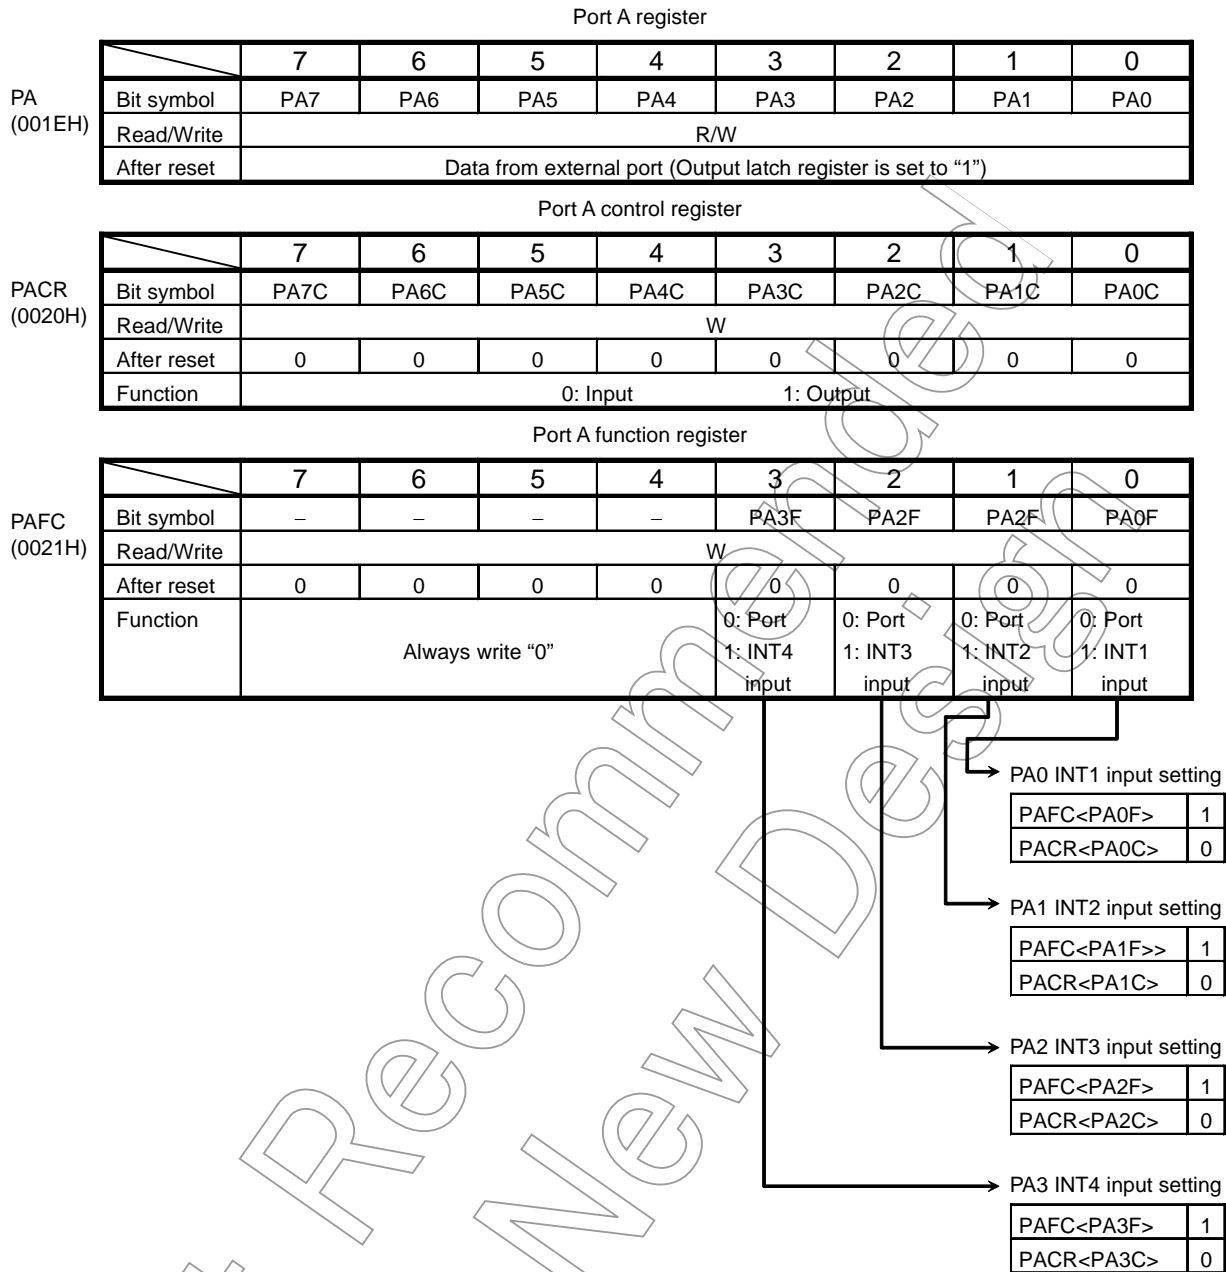 Port A register
7 6 5 4 3 2 1 0
PA
(001EH)
Bit symbol PA7 PA6 PA5 PA4 PA3 PA2 PA1 PA0
Read/Write R/W
After reset Data from external port (Output latch register is set to “1”)
Port A control register
7 6 5 4 3 2 1 0
PACR
(0020H)
Bit symbol PA7C PA6C PA5C PA4C PA3C PA2C PA1C PA0C
Read/Write W
After reset 0 0 0 0 0 0 0 0
Function 0: Input 1: Output
Port A function register
7 6 5 4 3 2 1 0
PAFC
(0021H)
Bit symbol – – – – PA3F PA2F PA2F PA0F
Read/Write W
After reset 0 0 0 0 0 0 0 0
Function Always write “0” 0: Port 0: Port 0: Port 0: Port
1: INT4 1: INT3 1: INT2 1: INT1
input input input input
PA0 INT1 input setting
PAFC<PA0F> 1
PACR<PA0C> 0
PA1 INT2 input setting
PAFC<PA1F>> 1
PACR<PA1C> 0
PA2 INT3 input setting
PAFC<PA2F> 1
PACR<PA2C> 0
PA3 INT4 input setting
PAFC<PA3F> 1
PACR<PA3C> 0
Recommended
New Design